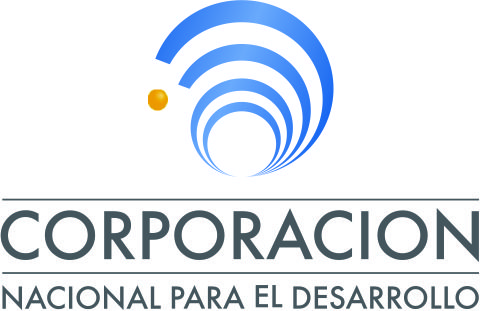 CORPORACION
NACIONAL PARA EL DESARROLLO